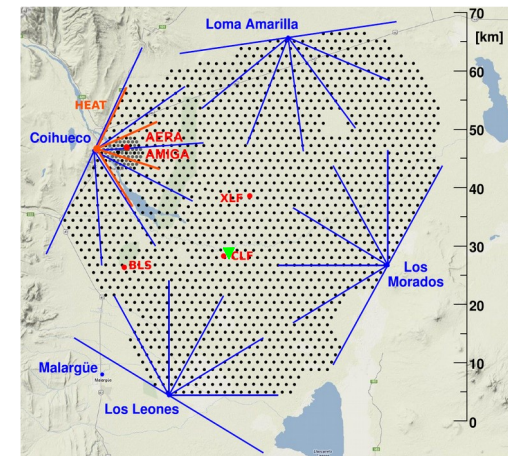 70
Loma Amarilla
[km]
60
HEAT
50
AERA
Coihueco
AMIGA
40
XLF
30
CLF
BLS
Los
Morados
20
Malargüe
10
Malargüe
Los Leones
0